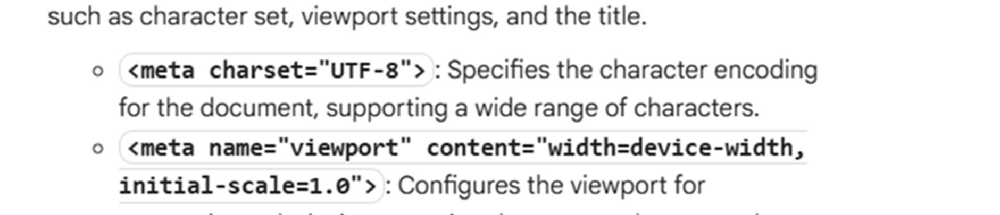 such as character set, viewport settings, and the title.
<meta charset="UTF-8">: Specifies the character encoding
for the document, supporting a wide range of characters.
<meta name="viewport" content="width=device-width,
initial-scale=1.0">: Configures the viewport for